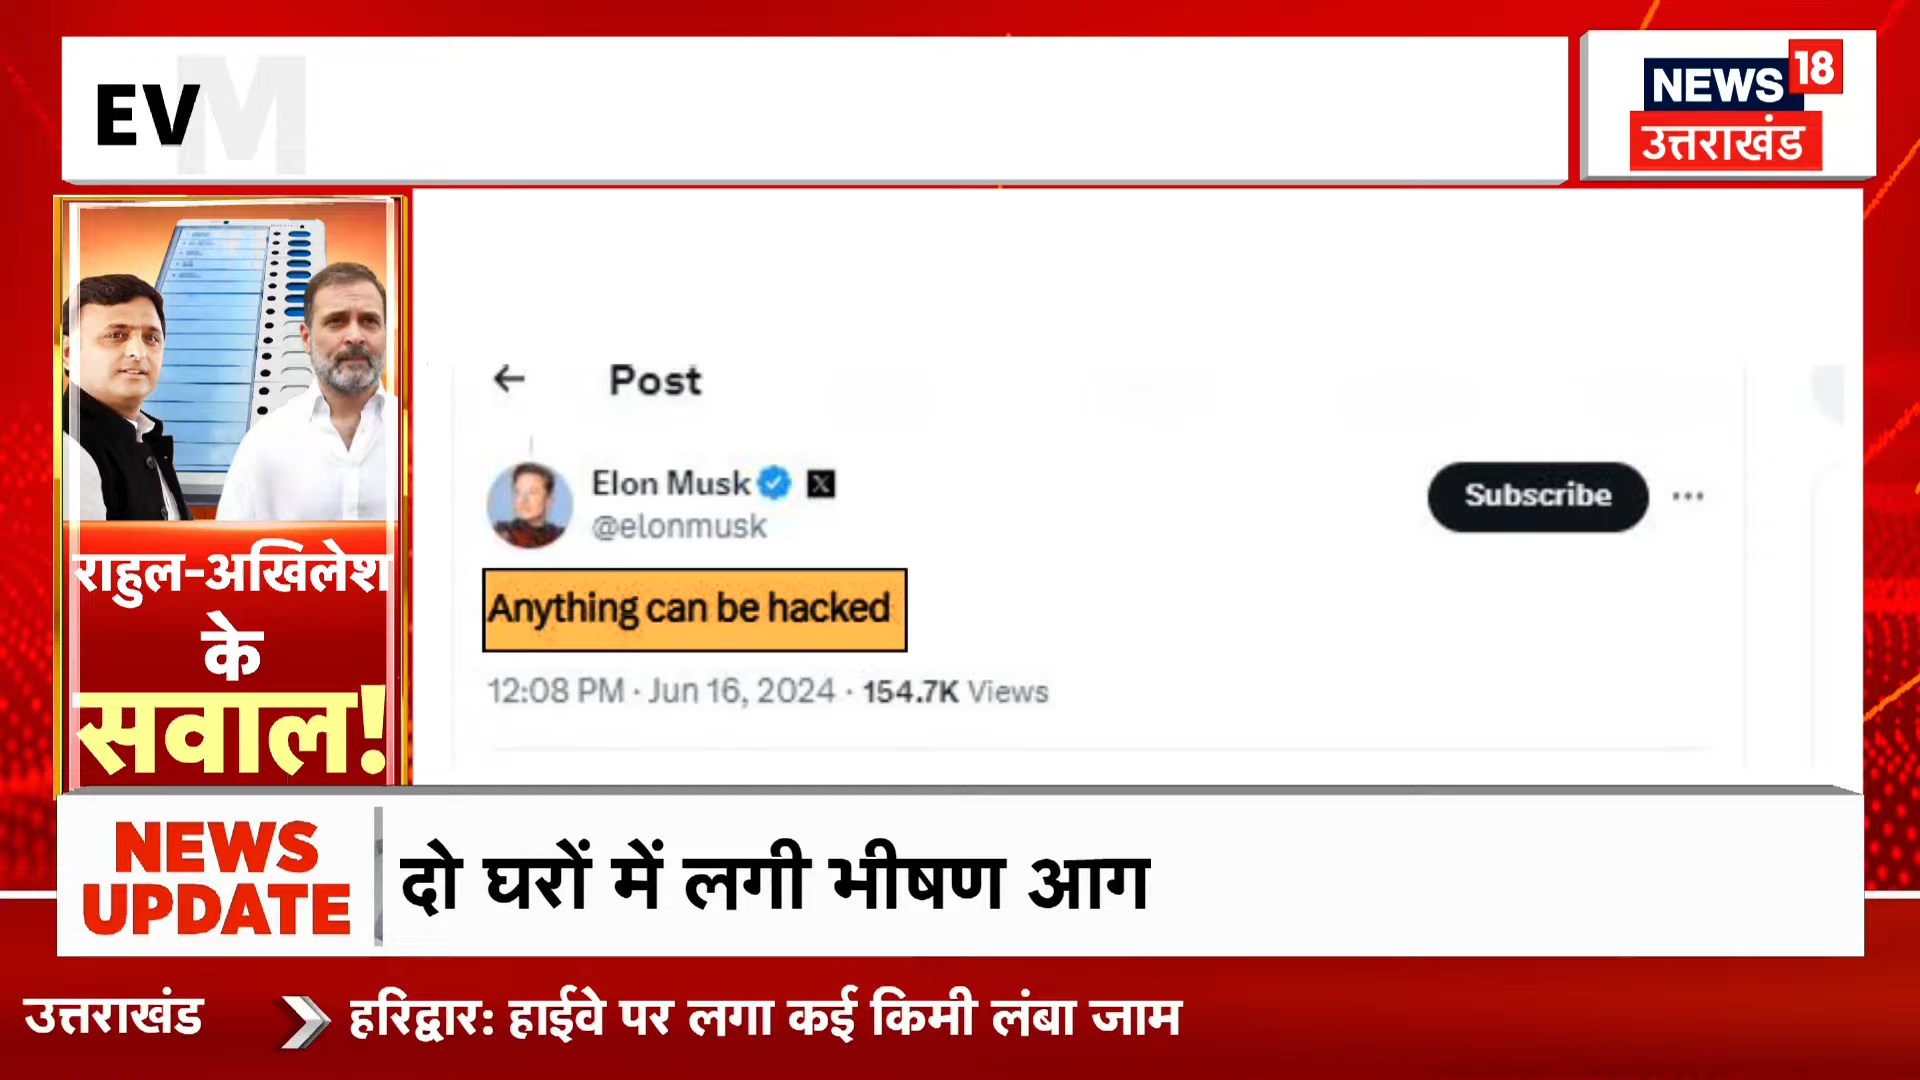 EVM
NEWS 18
उत्तराखंड
राहुल-अखिलेश
के
सवाल!
Post
Elon Musk
@elonmusk
Subscribe
Anything can be hacked
12:08 PM · Jun 16, 2024 · 154.7K Views
NEWS
UPDATE
दो घरों में लगी भीषण आग
उत्तराखंड
हरिद्वार: हाईवे पर लगा कई किमी लंबा जाम